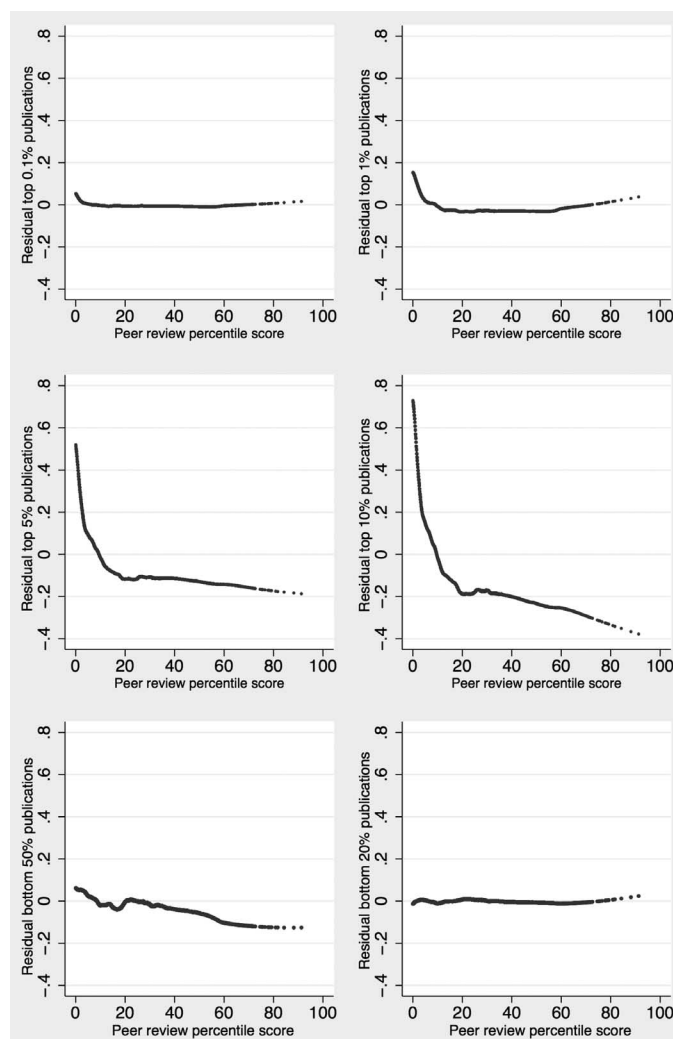 Residual top 0.1% publications
.8
.6
.4
.2
0
-.2
-.4
0 20 40 60 80 100
Peer review percentile score
Residual top 1% publications
.8
.6
.4
.2
0
-.2
-.4
0 20 40 60 80 100
Peer review percentile score
Residual top 5% publications
.8
.6
.4
.2
0
-.2
-.4
0 20 40 60 80 100
Peer review percentile score
Residual top 10% publications
.8
.6
.4
.2
0
-.2
-.4
0 20 40 60 80 100
Peer review percentile score
Residual bottom 50% publications
.8
.6
.4
.2
0
-.2
-.4
0 20 40 60 80 100
Peer review percentile score
Residual bottom 20% publications
.8
.6
.4
.2
0
-.2
-.4
0 20 40 60 80 100
Peer review percentile score